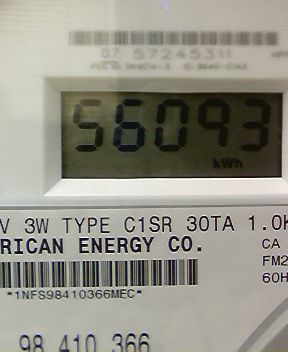 07 57245311
56093
kWh
V 3W TYPE C1SR 30TA 1.0K
RICAN ENERGY CO.
CA
FM2
60H
*1NFS98410366MEC*
98 410 366